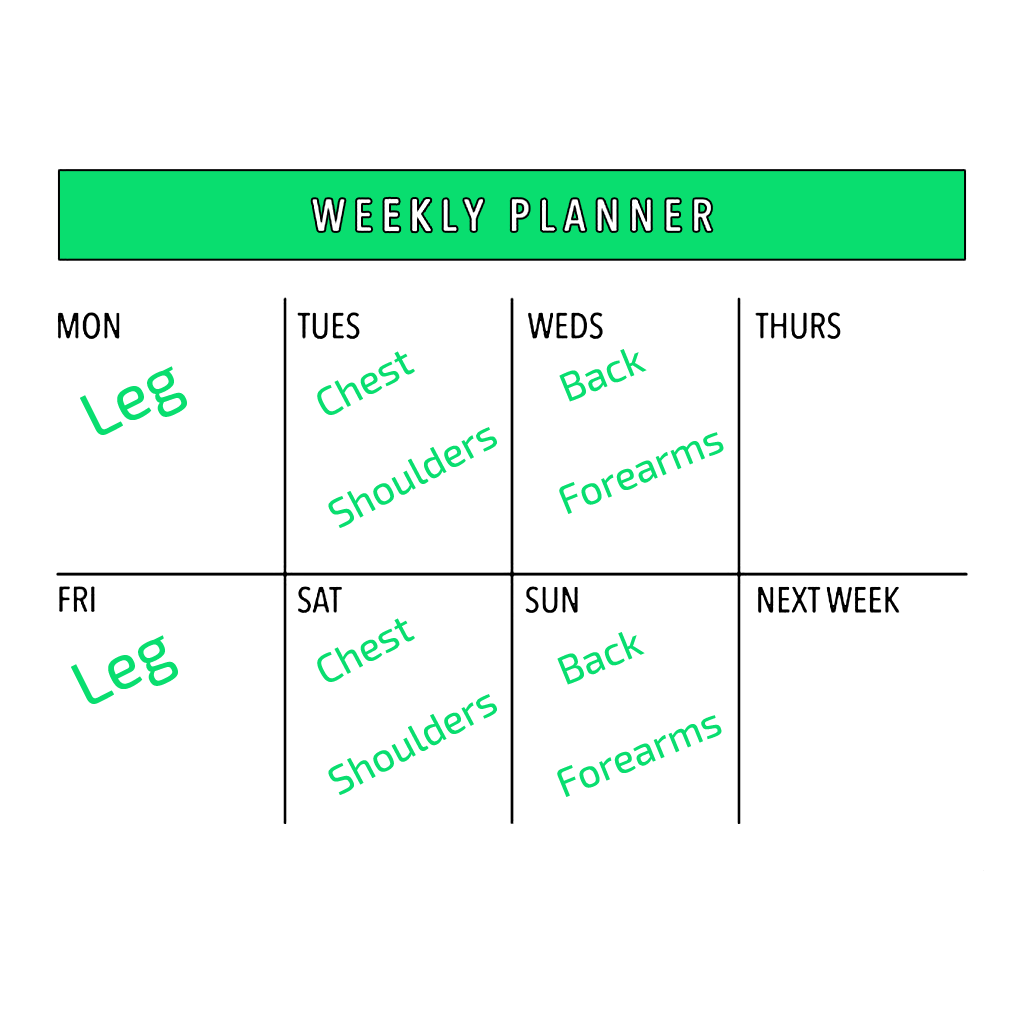 WEEKLY PLANNER
MON
Leg
TUES
Chest
Shoulders
WEDS
Back
Forearms
THURS
FRI
Leg
SAT
Chest
Shoulders
SUN
Back
Forearms
NEXT WEEK